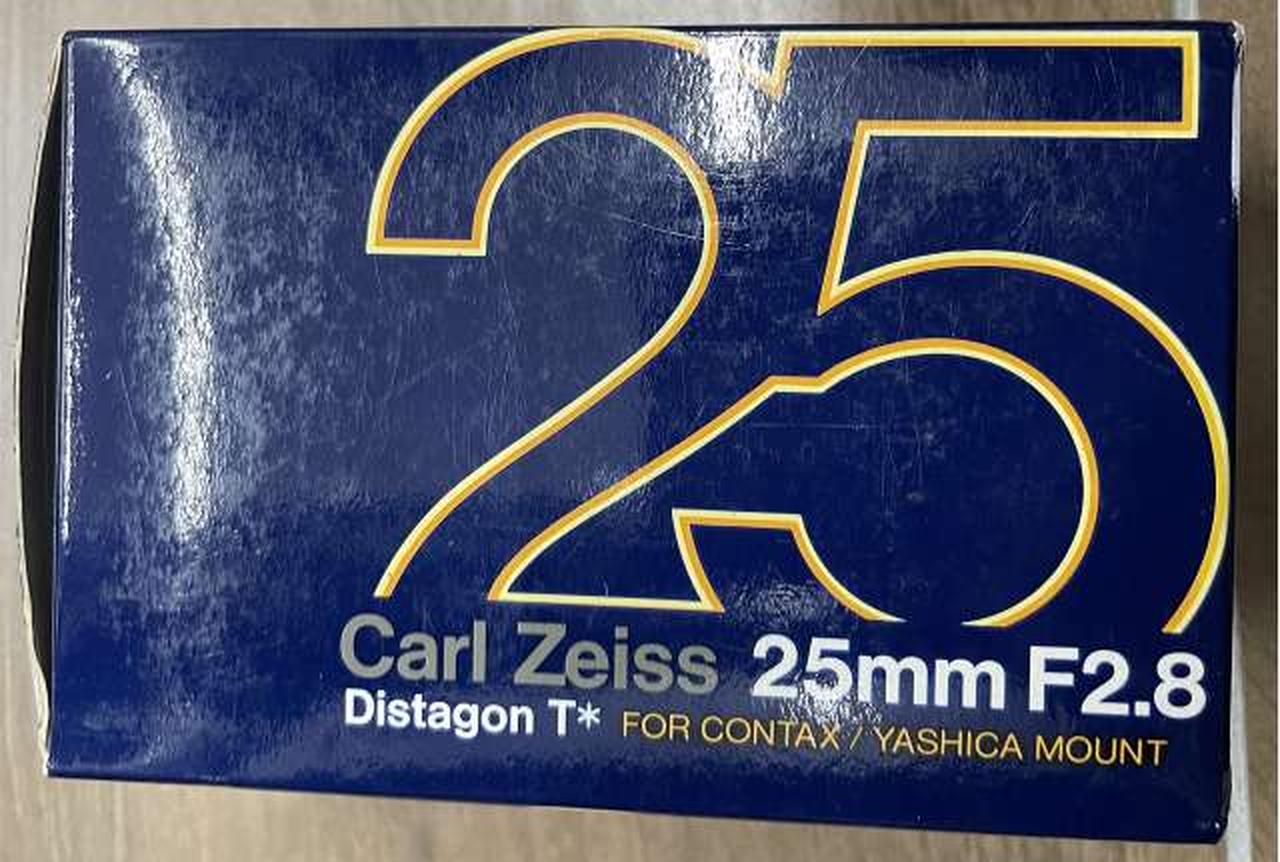 25
Carl Zeiss 25mm F2.8
Distagon T* FOR CONTAX / YASHICA MOUNT